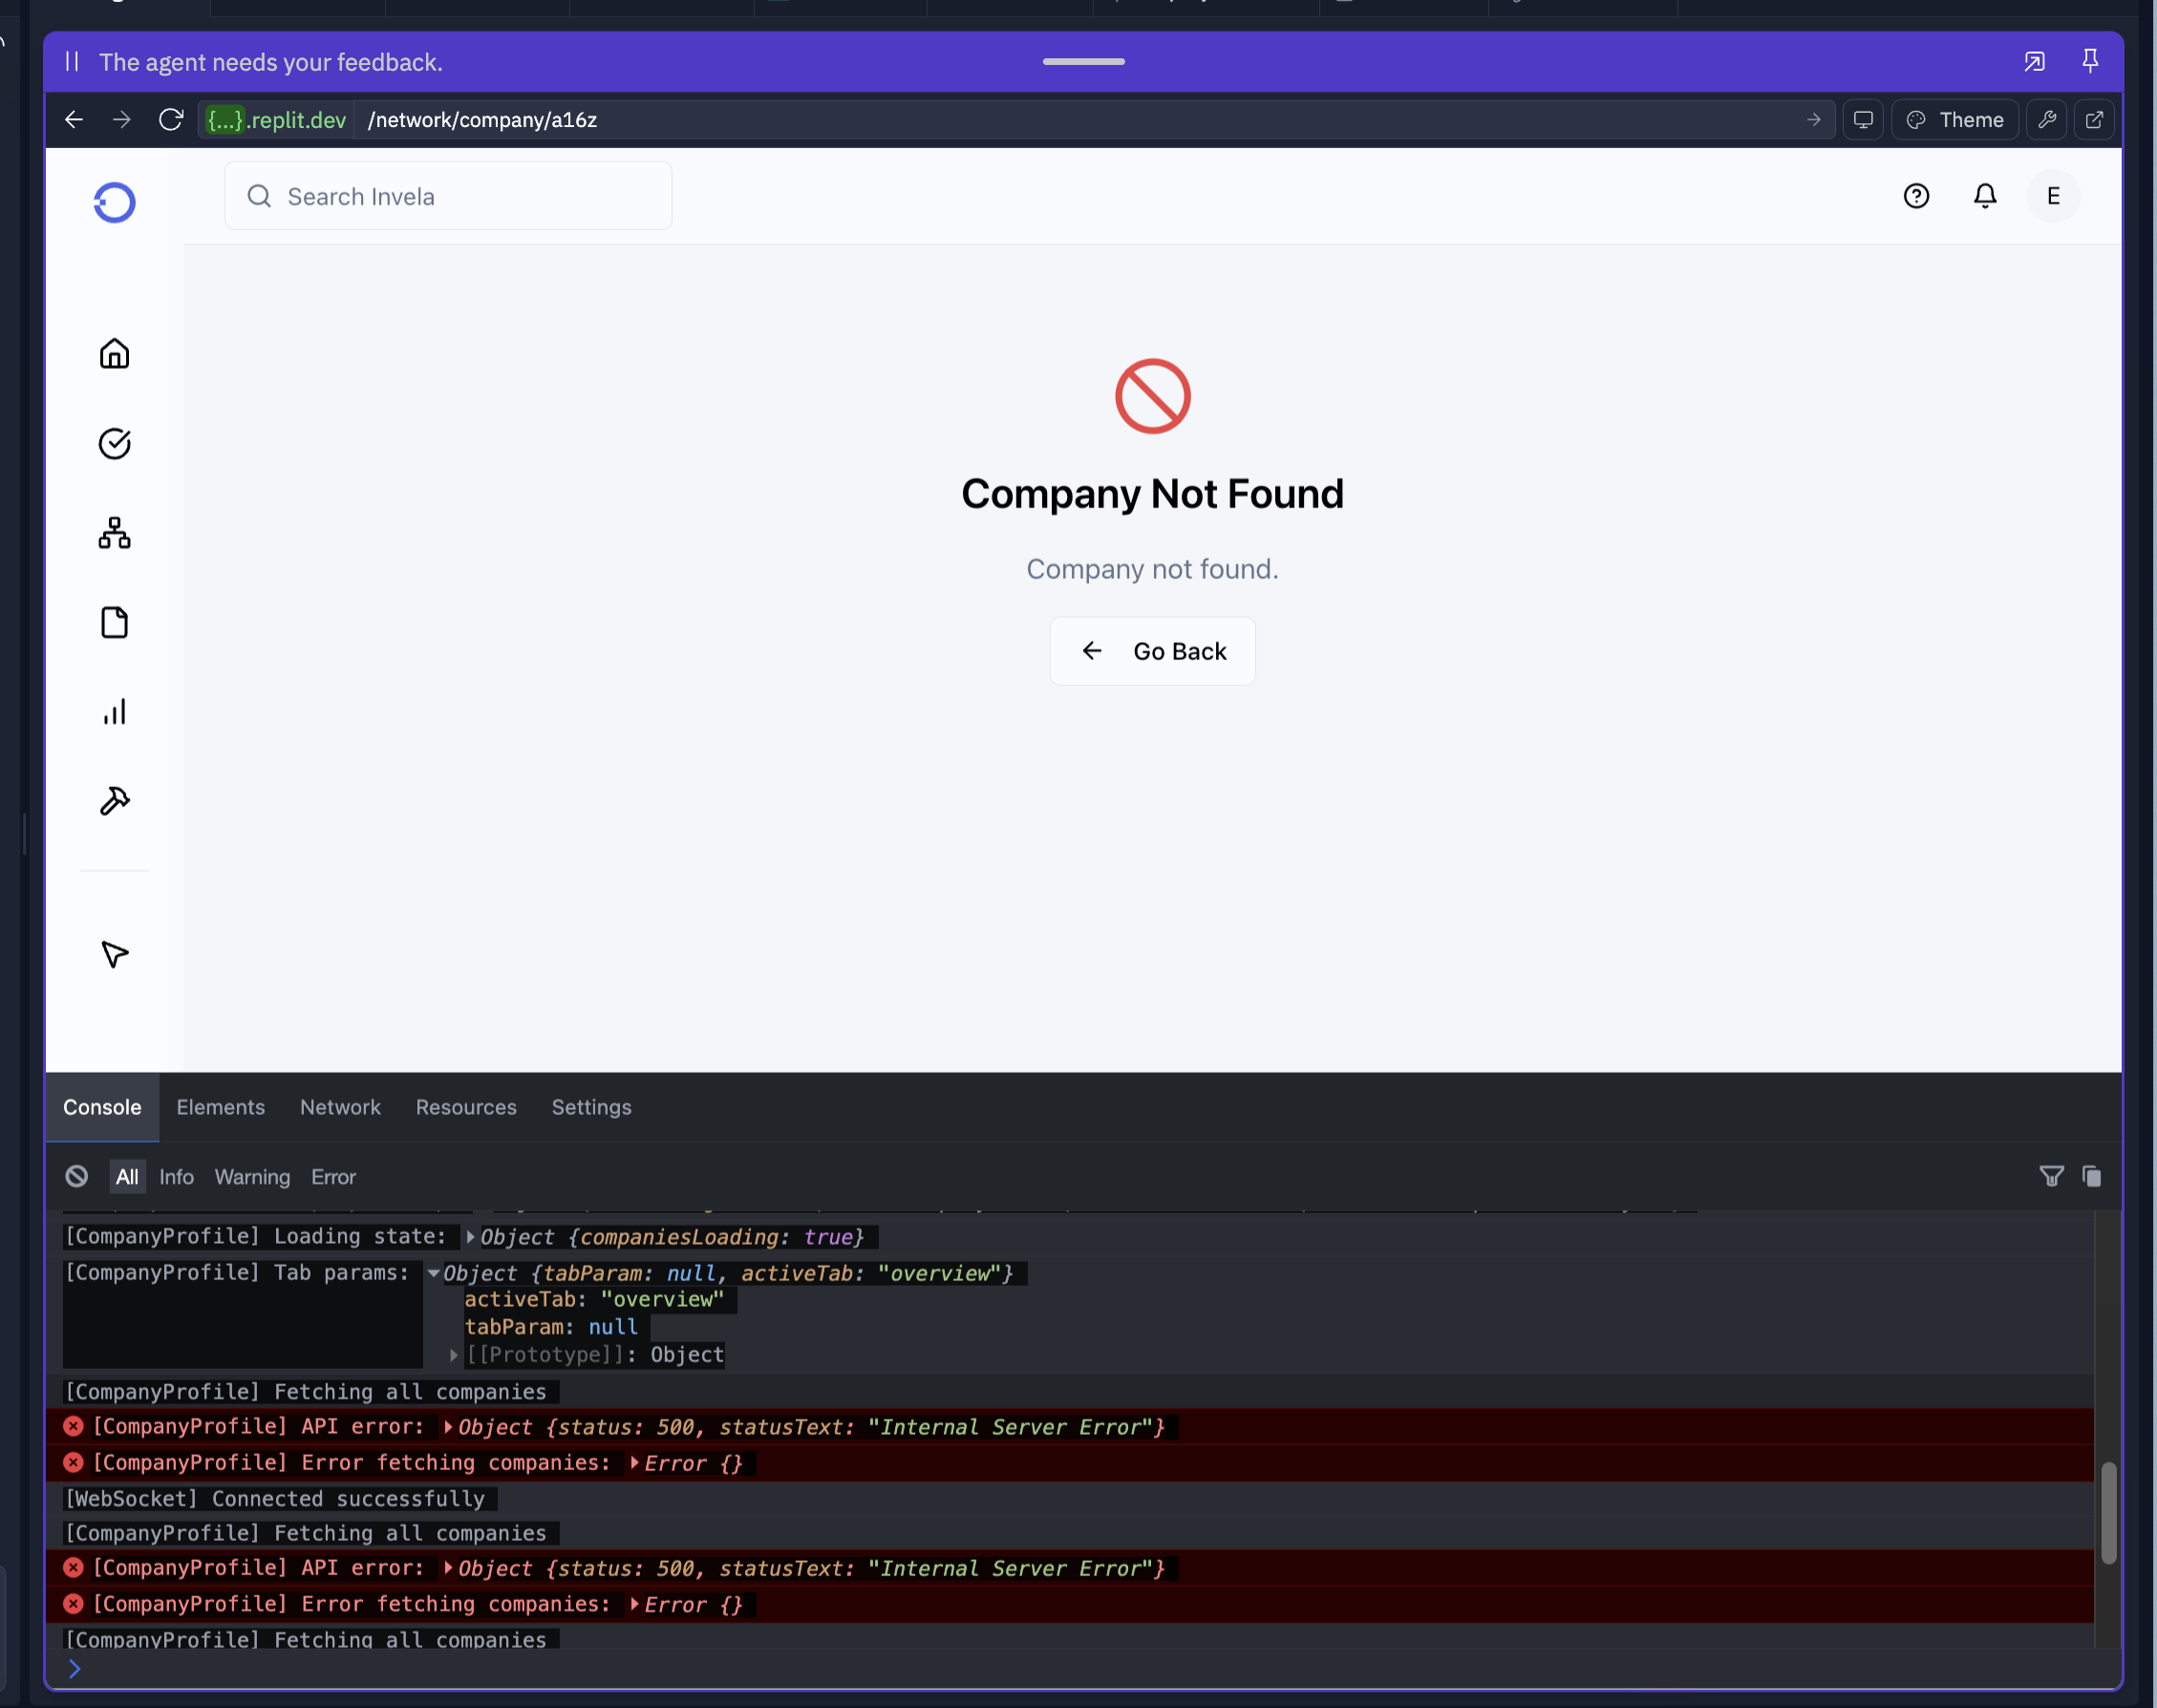 The agent needs your feedback.
{...}.replit.dev /network/company/a16z Theme
Search Invela E
Company Not Found
Company not found.
Go Back
Console Elements Network Resources Settings
All Info Warning Error
[CompanyProfile] Loading state: Object {companiesLoading: true}
[CompanyProfile] Tab params: Object {tabParam: null, activeTab: "overview"}
activeTab: "overview"
tabParam: null
[[Prototype]]: Object
[CompanyProfile] Fetching all companies
[CompanyProfile] API error: Object {status: 500, statusText: "Internal Server Error"}
[CompanyProfile] Error fetching companies: Error {}
[WebSocket] Connected successfully
[CompanyProfile] Fetching all companies
[CompanyProfile] API error: Object {status: 500, statusText: "Internal Server Error"}
[CompanyProfile] Error fetching companies: Error {}
[CompanyProfile] Fetching all companies